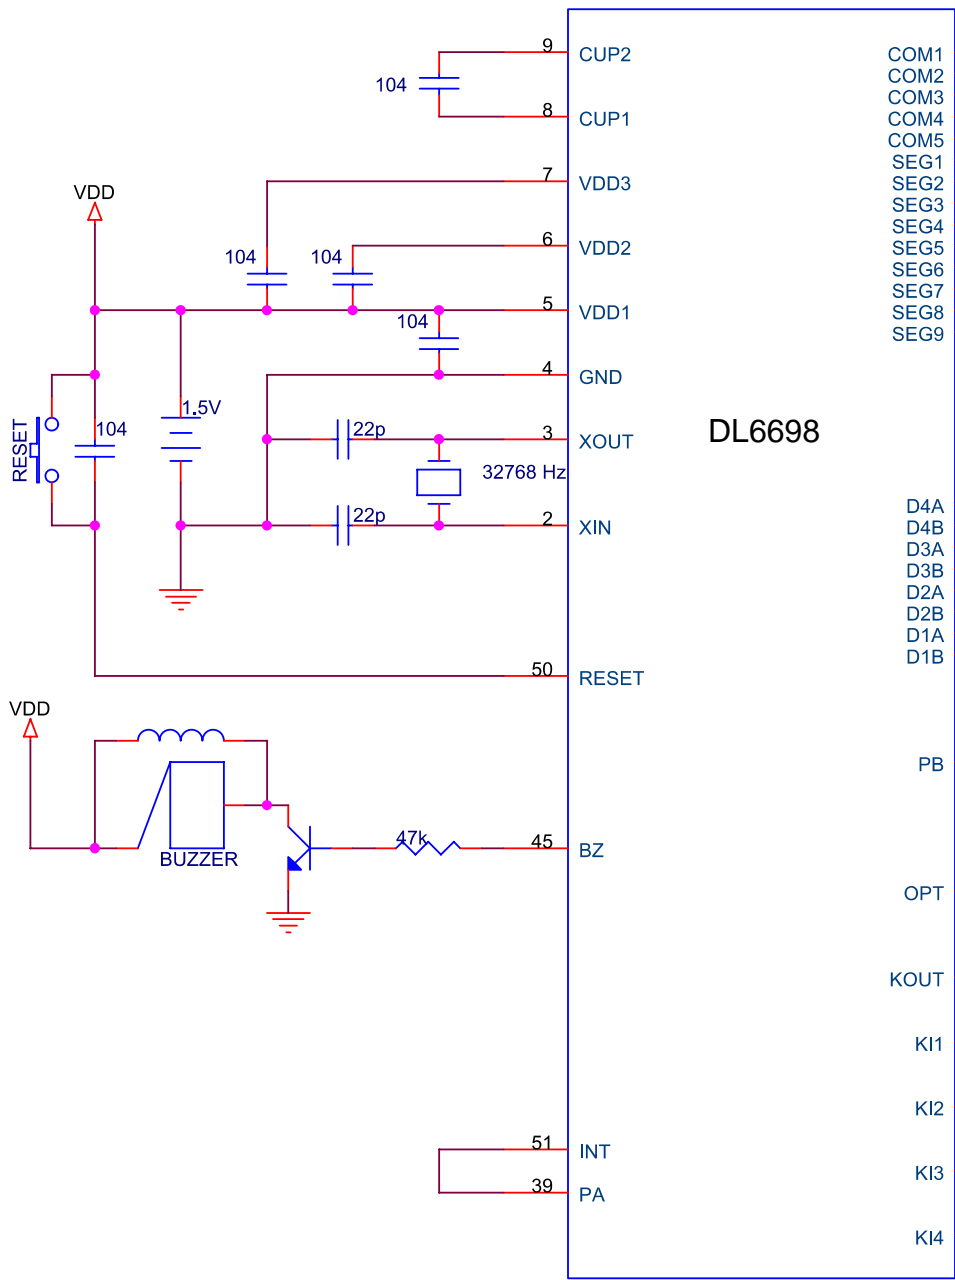 9 CUP2 COM1
COM2
104 COM3
8 CUP1 COM4
COM5
SEG1
7 VDD3 SEG2
VDD SEG3
SEG4
6 VDD2 SEG5
104 104 SEG6
SEG7
5 VDD1 SEG8
104 SEG9
4 GND
1.5V
RESET 104 22p 3 XOUT DL6698
32768 Hz
D4A
22p 2 XIN D4B
D3A
D3B
D2A
D2B
D1A
D1B
50 RESET
VDD
PB
47k 45 BZ
BUZZER
OPT
KOUT
KI1
KI2
51 INT
KI3
39 PA
KI4